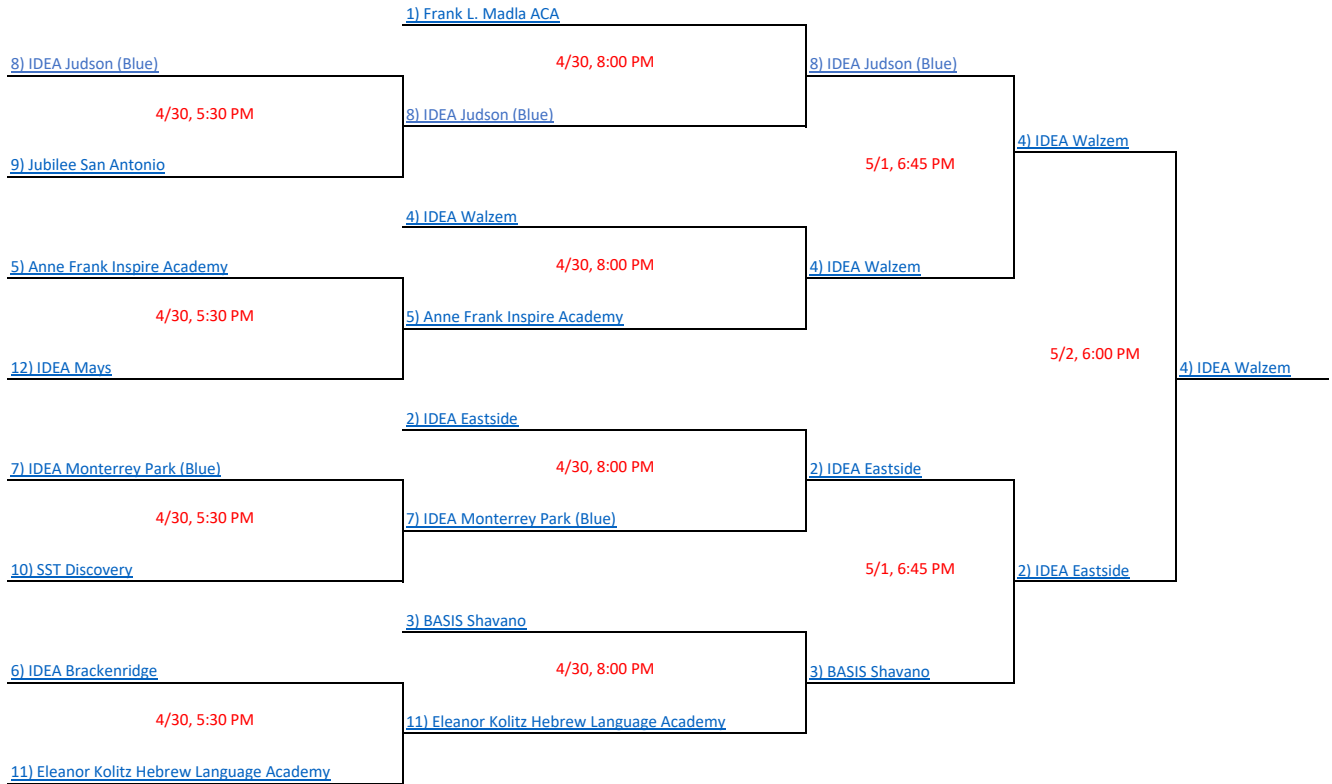 1) Frank L. Madla ACA
8) IDEA Judson (Blue)
4/30, 8:00 PM
8) IDEA Judson (Blue)
4/30, 5:30 PM
8) IDEA Judson (Blue)
4) IDEA Walzem
9) Jubilee San Antonio
5/1, 6:45 PM
4) IDEA Walzem
5) Anne Frank Inspire Academy
4/30, 8:00 PM
4) IDEA Walzem
4/30, 5:30 PM
5) Anne Frank Inspire Academy
5/2, 6:00 PM
12) IDEA Mays
4) IDEA Walzem
2) IDEA Eastside
7) IDEA Monterrey Park (Blue)
4/30, 8:00 PM
2) IDEA Eastside
4/30, 5:30 PM
7) IDEA Monterrey Park (Blue)
10) SST Discovery
5/1, 6:45 PM
2) IDEA Eastside
3) BASIS Shavano
6) IDEA Brackenridge
4/30, 8:00 PM
3) BASIS Shavano
4/30, 5:30 PM
11) Eleanor Kolitz Hebrew Language Academy
11) Eleanor Kolitz Hebrew Language Academy